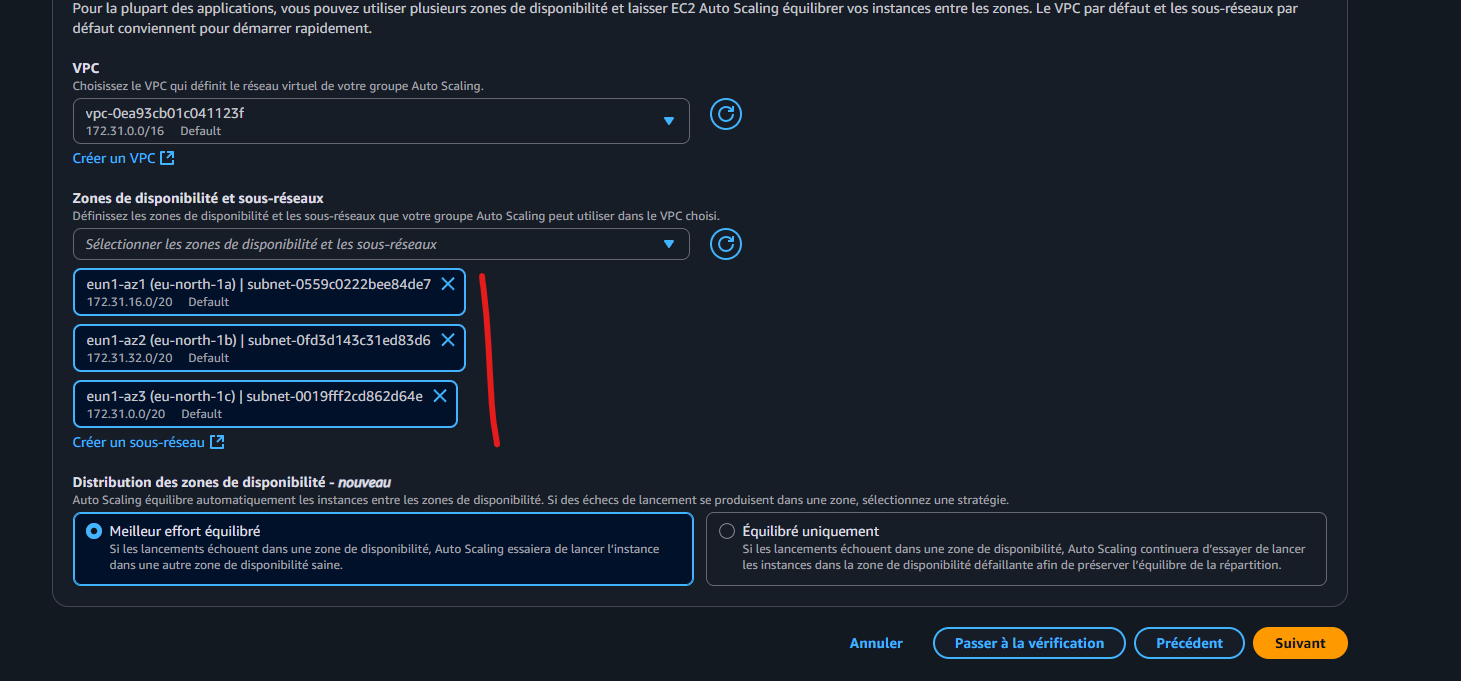 Pour la plupart des applications, vous pouvez utiliser plusieurs zones de disponibilité et laisser EC2 Auto Scaling équilibrer vos instances entre les zones. Le VPC par défaut et les sous-réseaux par
défaut conviennent pour démarrer rapidement.
VPC
Choisissez le VPC qui définit le réseau virtuel de votre groupe Auto Scaling.
vpc-0ea93cb01c041123f
172.31.0.0/16 Default
Créer un VPC
Zones de disponibilité et sous-réseaux
Définissez les zones de disponibilité et les sous-réseaux que votre groupe Auto Scaling peut utiliser dans le VPC choisi.
Sélectionner les zones de disponibilité et les sous-réseaux
eun1-az1 (eu-north-1a) | subnet-0559c0222bee84de7
172.31.16.0/20 Default
eun1-az2 (eu-north-1b) | subnet-0fd3d143c31ed83d6
172.31.32.0/20 Default
eun1-az3 (eu-north-1c) | subnet-0019fff2cd862d64e
172.31.0.0/20 Default
Créer un sous-réseau
Distribution des zones de disponibilité - nouveau
Auto Scaling équilibre automatiquement les instances entre les zones de disponibilité. Si des échecs de lancement se produisent dans une zone, sélectionnez une stratégie.
Meilleur effort équilibré
Si les lancements échouent dans une zone de disponibilité, Auto Scaling essaiera de lancer l'instance
dans une autre zone de disponibilité saine.
Équilibré uniquement
Si les lancements échouent dans une zone de disponibilité, Auto Scaling continuera d'essayer de lancer
les instances dans la zone de disponibilité défaillante afin de préserver l'équilibre de la répartition.
Annuler
Passer à la vérification
Précédent
Suivant